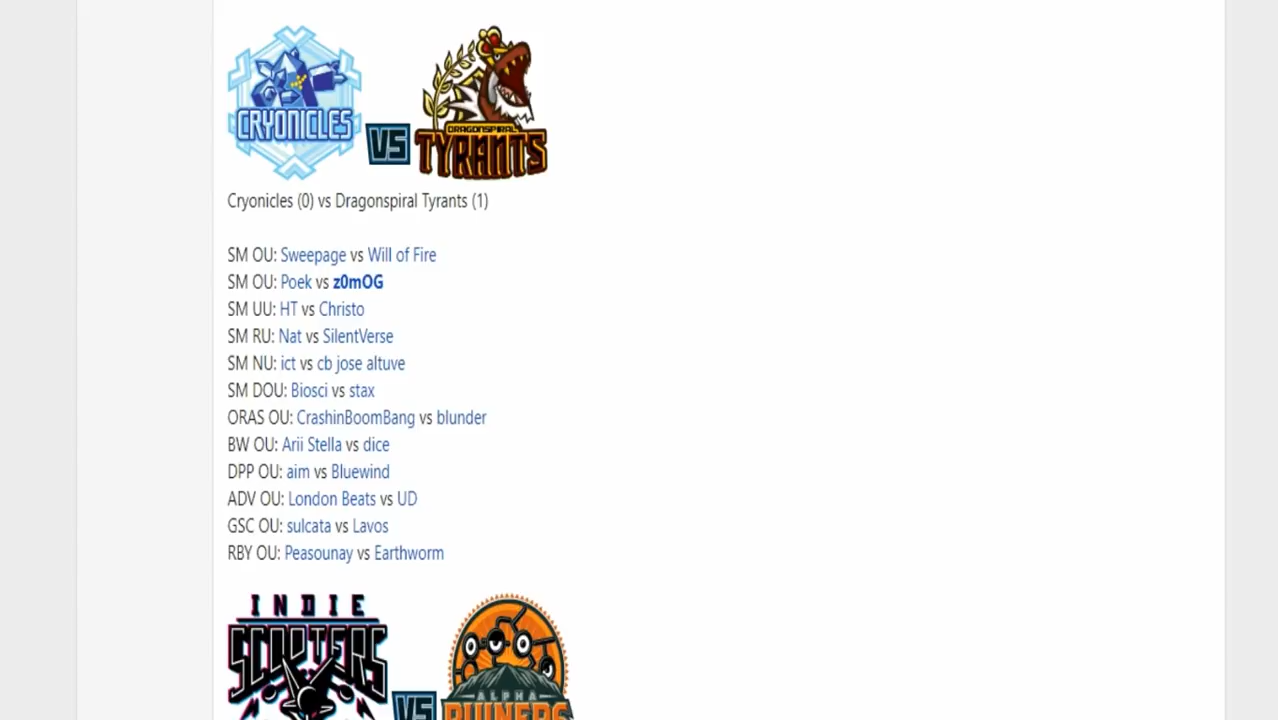 CRYONICLES
VS
DRAGONSPIRAL
TYRANTS
Cryonicles (0) vs Dragonspiral Tyrants (1)
SM OU: Sweepage vs Will of Fire
SM OU: Poek vs z0mOG
SM UU: HT vs Christo
SM RU: Nat vs SilentVerse
SM NU: ict vs cb jose altuve
SM DOU: Biosci vs stax
ORAS OU: CrashinBoomBang vs blunder
BW OU: Arii Stella vs dice
DPP OU: aim vs Bluewind
ADV OU: London Beats vs UD
GSC OU: sulcata vs Lavos
RBY OU: Peasounay vs Earthworm
INDIE
SCOOTERS
VS
ALPHA
RUINERS